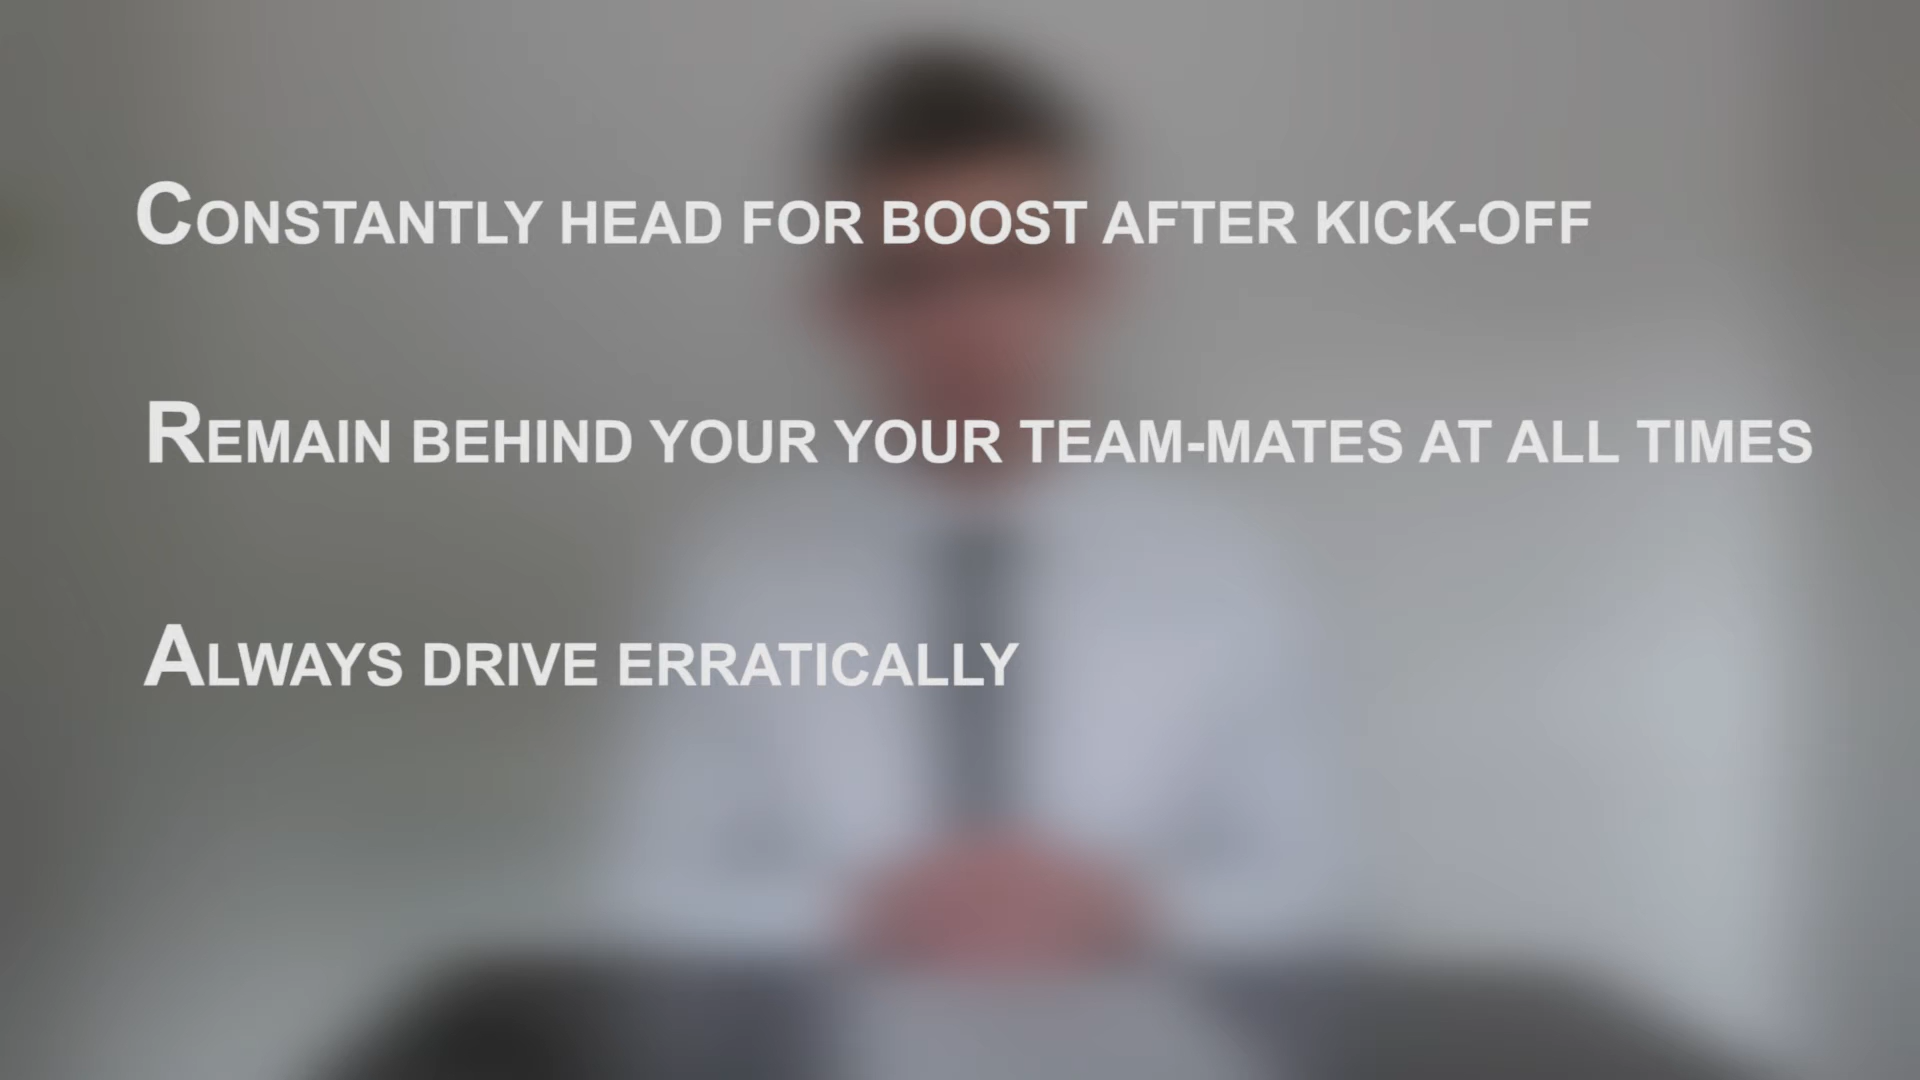 CONSTANTLY HEAD FOR BOOST AFTER KICK-OFF
REMAIN BEHIND YOUR YOUR TEAM-MATES AT ALL TIMES
ALWAYS DRIVE ERRATICALLY